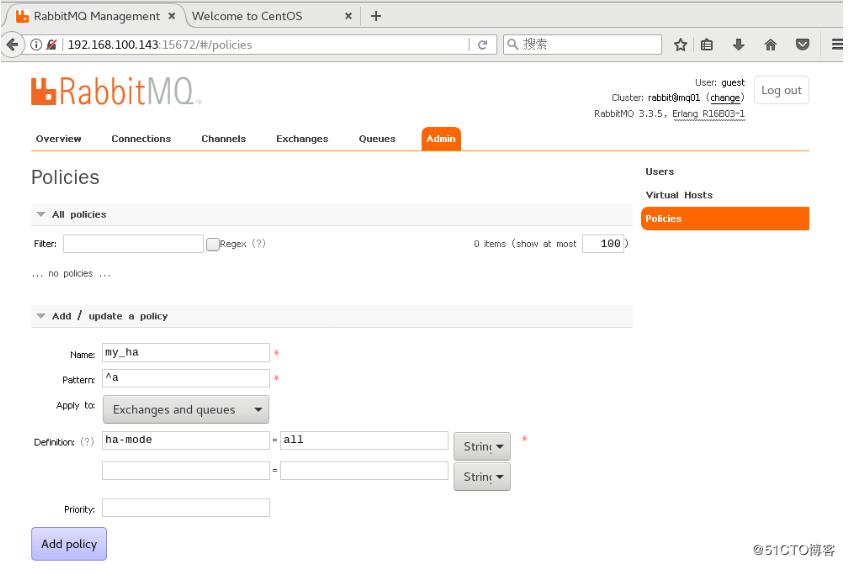 RabbitMQ Management × Welcome to CentOS × +
192.168.100.143:15672/#/policies 搜索
RabbitMQ™
User: guest
Cluster: rabbit@mq01 (change)
RabbitMQ 3.3.5, Erlang R16B03-1
Log out
Overview Connections Channels Exchanges Queues Admin
Policies
Users
Virtual Hosts
Policies
All policies
Filter: Regex (?) 0 items (show at most 100 )
... no policies ...
Add / update a policy
Name: my_ha *
Pattern: ^a *
Apply to: Exchanges and queues
Definition: (?) ha-mode = all String *
= String
Priority:
Add policy
@51CTO博客